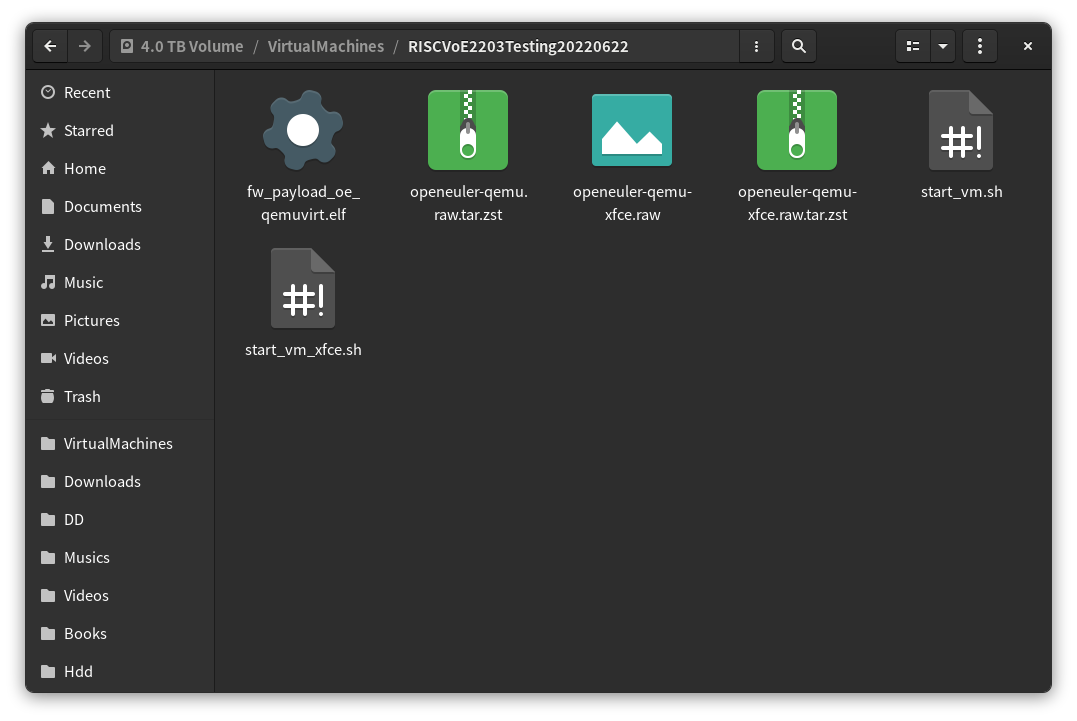 4.0 TB Volume / VirtualMachines / RISCVoE2203Testing20220622
Recent
Starred
Home
Documents
Downloads
Music
Pictures
Videos
Trash
VirtualMachines
Downloads
DD
Musics
Videos
Books
Hdd
fw_payload_oe_
qemuvirt.elf
openeuler-qemu.
raw.tar.zst
openeuler-qemu-
xfce.raw
openeuler-qemu-
xfce.raw.tar.zst
#!
start_vm.sh
#!
start_vm_xfce.sh